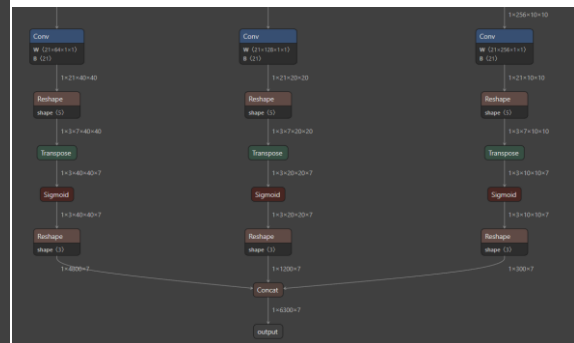 1×256×10×10
Conv
W ⟨21×64×1×1⟩
B ⟨21⟩
Conv
W ⟨21×128×1×1⟩
B ⟨21⟩
Conv
W ⟨21×256×1×1⟩
B ⟨21⟩
1×21×40×40
1×21×20×20
1×21×10×10
Reshape
shape ⟨5⟩
Reshape
shape ⟨5⟩
Reshape
shape ⟨5⟩
1×3×7×40×40
1×3×7×20×20
1×3×7×10×10
Transpose
Transpose
Transpose
1×3×40×40×7
1×3×20×20×7
1×3×10×10×7
Sigmoid
Sigmoid
Sigmoid
1×3×40×40×7
1×3×20×20×7
1×3×10×10×7
Reshape
shape ⟨3⟩
Reshape
shape ⟨3⟩
Reshape
shape ⟨3⟩
1×4800×7
1×1200×7
1×300×7
Concat
1×6300×7
output